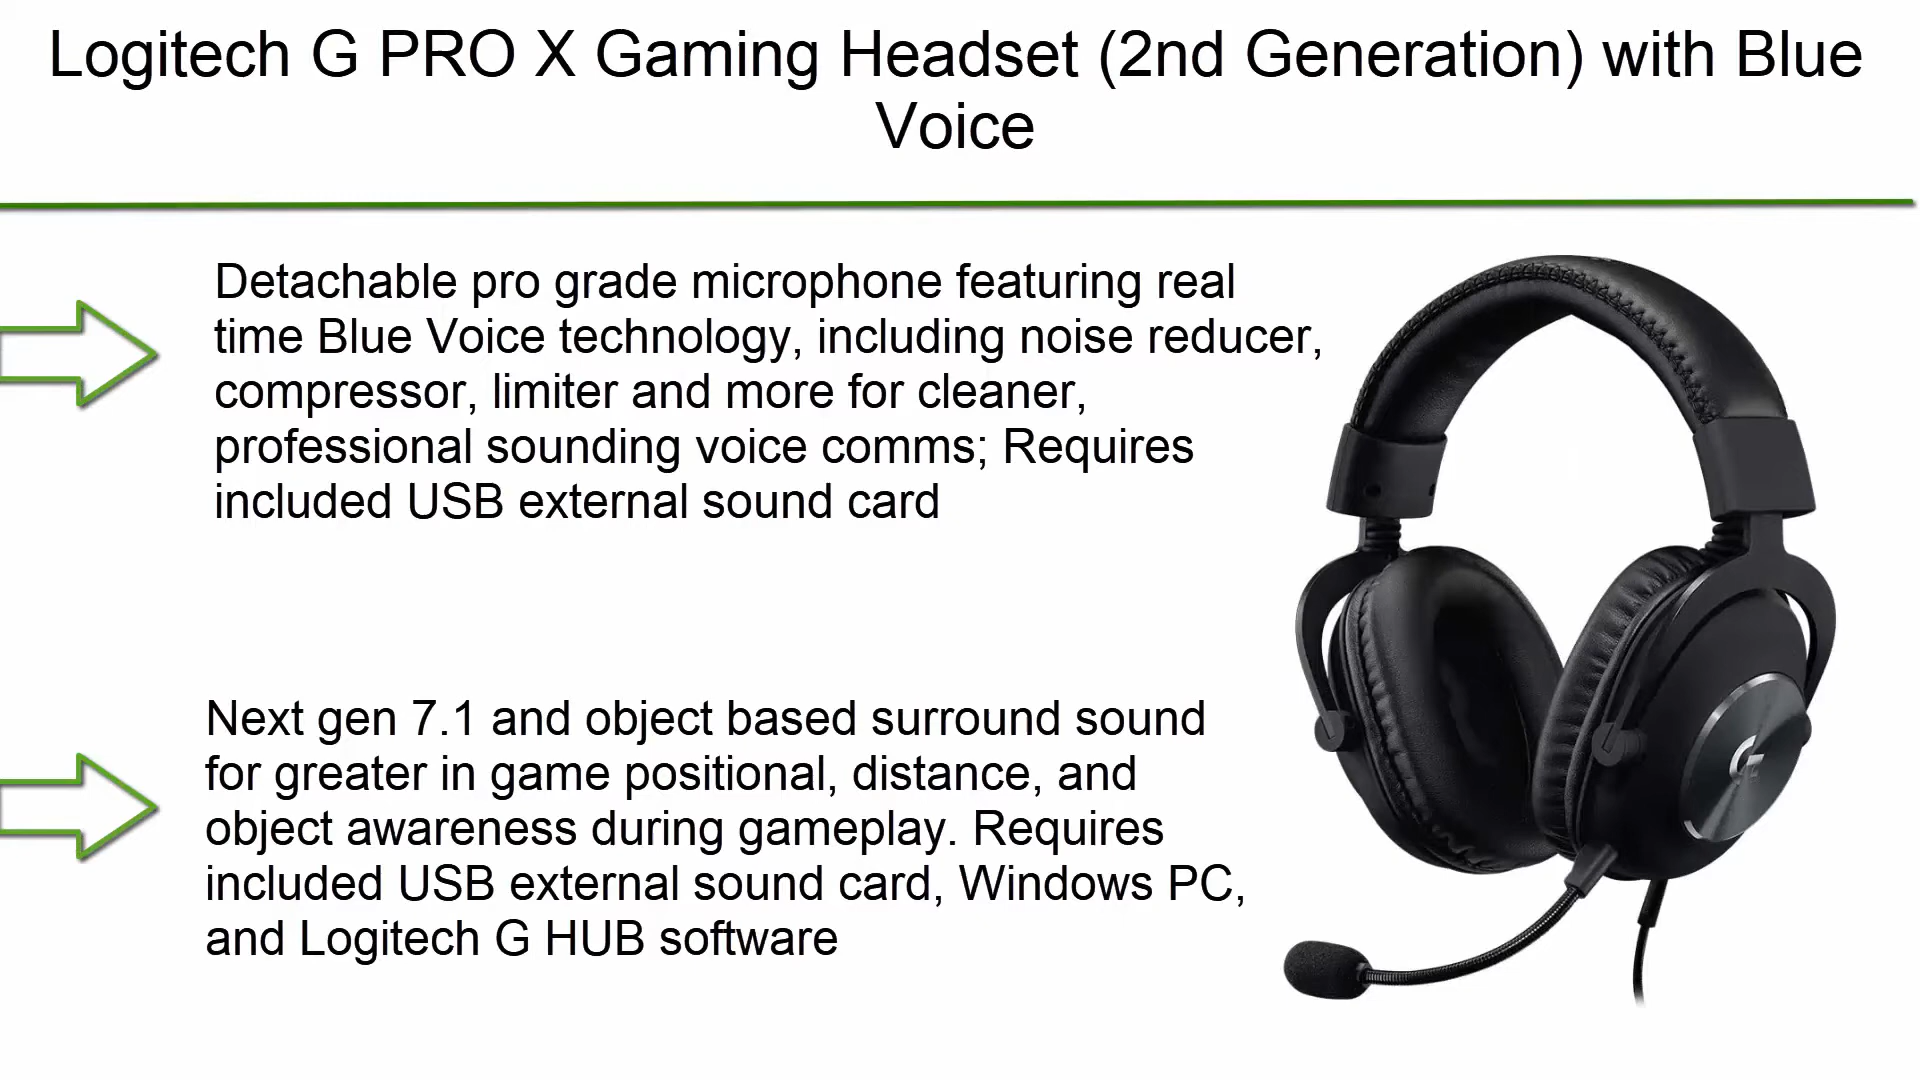 Logitech G PRO X Gaming Headset (2nd Generation) with Blue
Voice
Detachable pro grade microphone featuring real
time Blue Voice technology, including noise reducer,
compressor, limiter and more for cleaner,
professional sounding voice comms; Requires
included USB external sound card
Next gen 7.1 and object based surround sound
for greater in game positional, distance, and
object awareness during gameplay. Requires
included USB external sound card, Windows PC,
and Logitech G HUB software
G